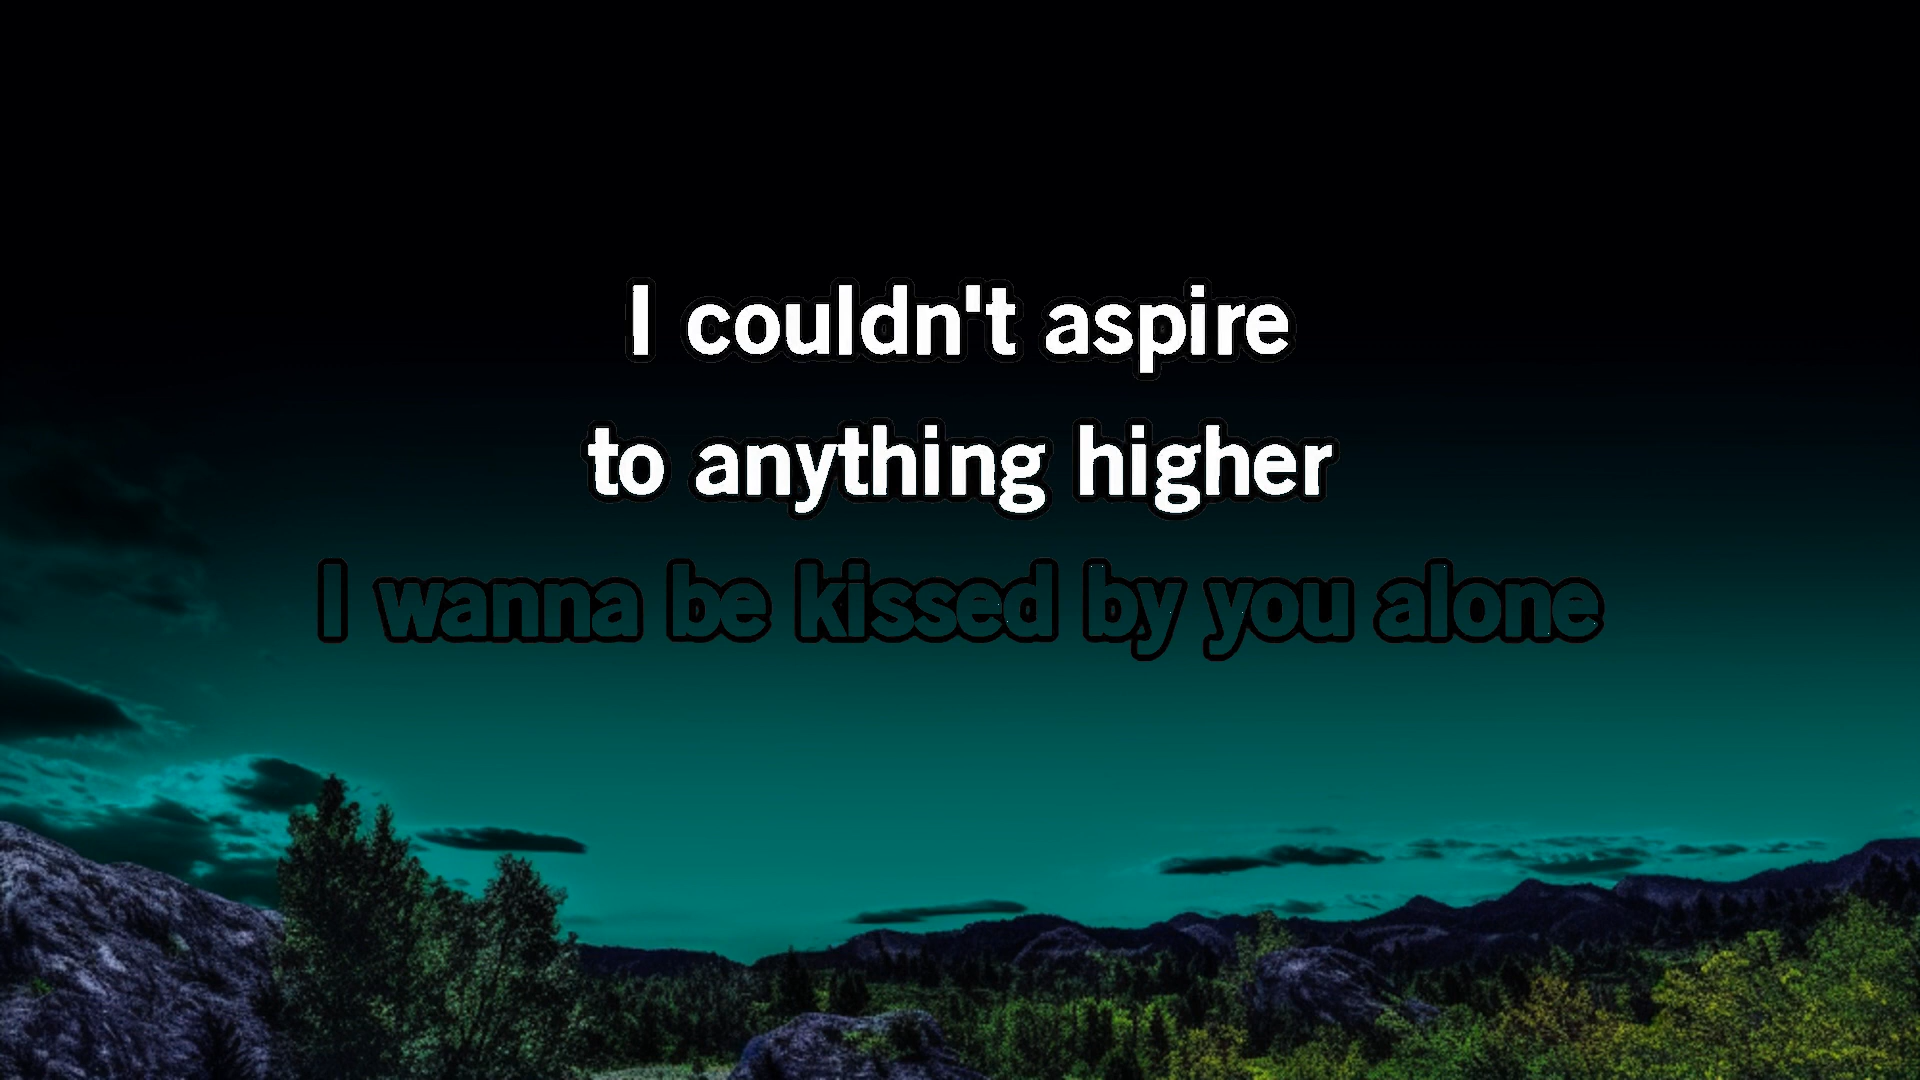 I couldn't aspire
to anything higher
I wanna be kissed by you alone